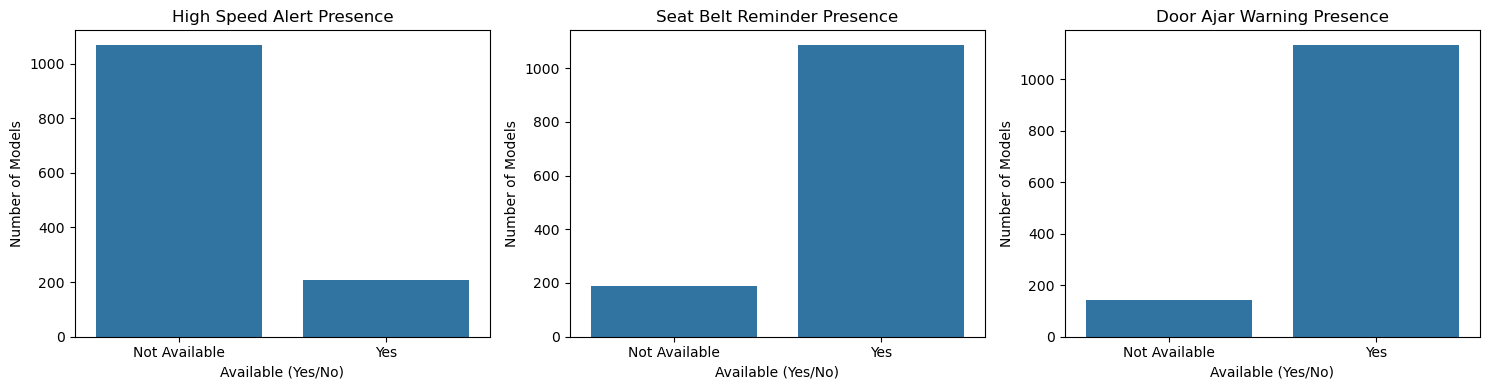 High Speed Alert Presence
Number of Models
1000
800
600
400
200
0
Not Available
Yes
Available (Yes/No)
Seat Belt Reminder Presence
Number of Models
1000
800
600
400
200
0
Not Available
Yes
Available (Yes/No)
Door Ajar Warning Presence
Number of Models
1000
800
600
400
200
0
Not Available
Yes
Available (Yes/No)